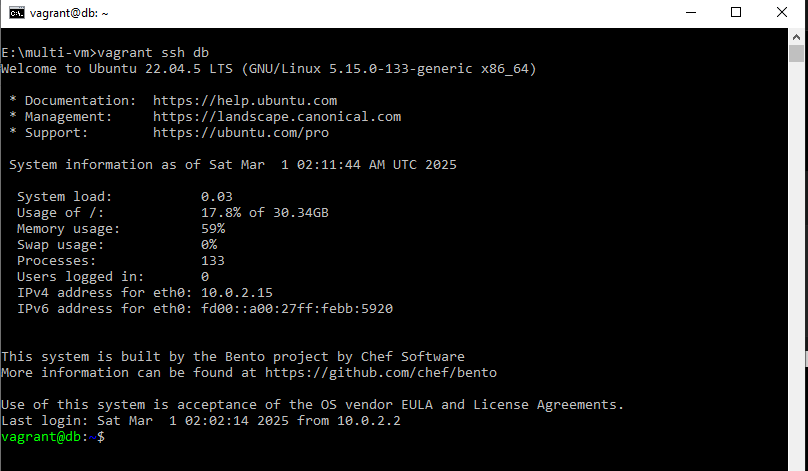 vagrant@db: ~
E:\multi-vm>vagrant ssh db
Welcome to Ubuntu 22.04.5 LTS (GNU/Linux 5.15.0-133-generic x86_64)
* Documentation:  https://help.ubuntu.com
* Management:     https://landscape.canonical.com
* Support:        https://ubuntu.com/pro
System information as of Sat Mar  1 02:11:44 AM UTC 2025
System load:           0.03
Usage of /:            17.8% of 30.34GB
Memory usage:          59%
Swap usage:            0%
Processes:             133
Users logged in:       0
IPv4 address for eth0: 10.0.2.15
IPv6 address for eth0: fd00::a00:27ff:febb:5920
This system is built by the Bento project by Chef Software
More information can be found at https://github.com/chef/bento
Use of this system is acceptance of the OS vendor EULA and License Agreements.
Last login: Sat Mar  1 02:02:14 2025 from 10.0.2.2
vagrant@db:~$